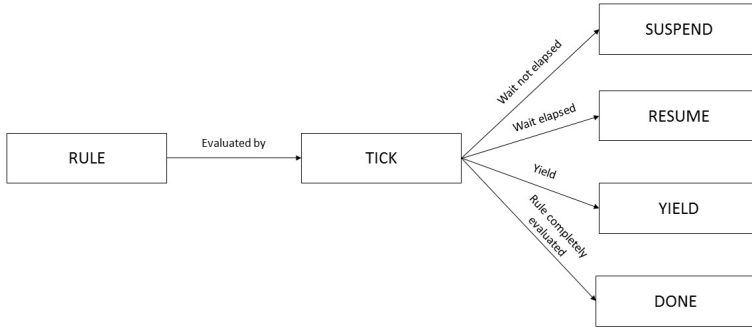 SUSPEND
Wait not elapsed
RESUME
Wait elapsed
Evaluated by
RULE
TICK
Yield
YIELD
Rule completely
evaluated
DONE